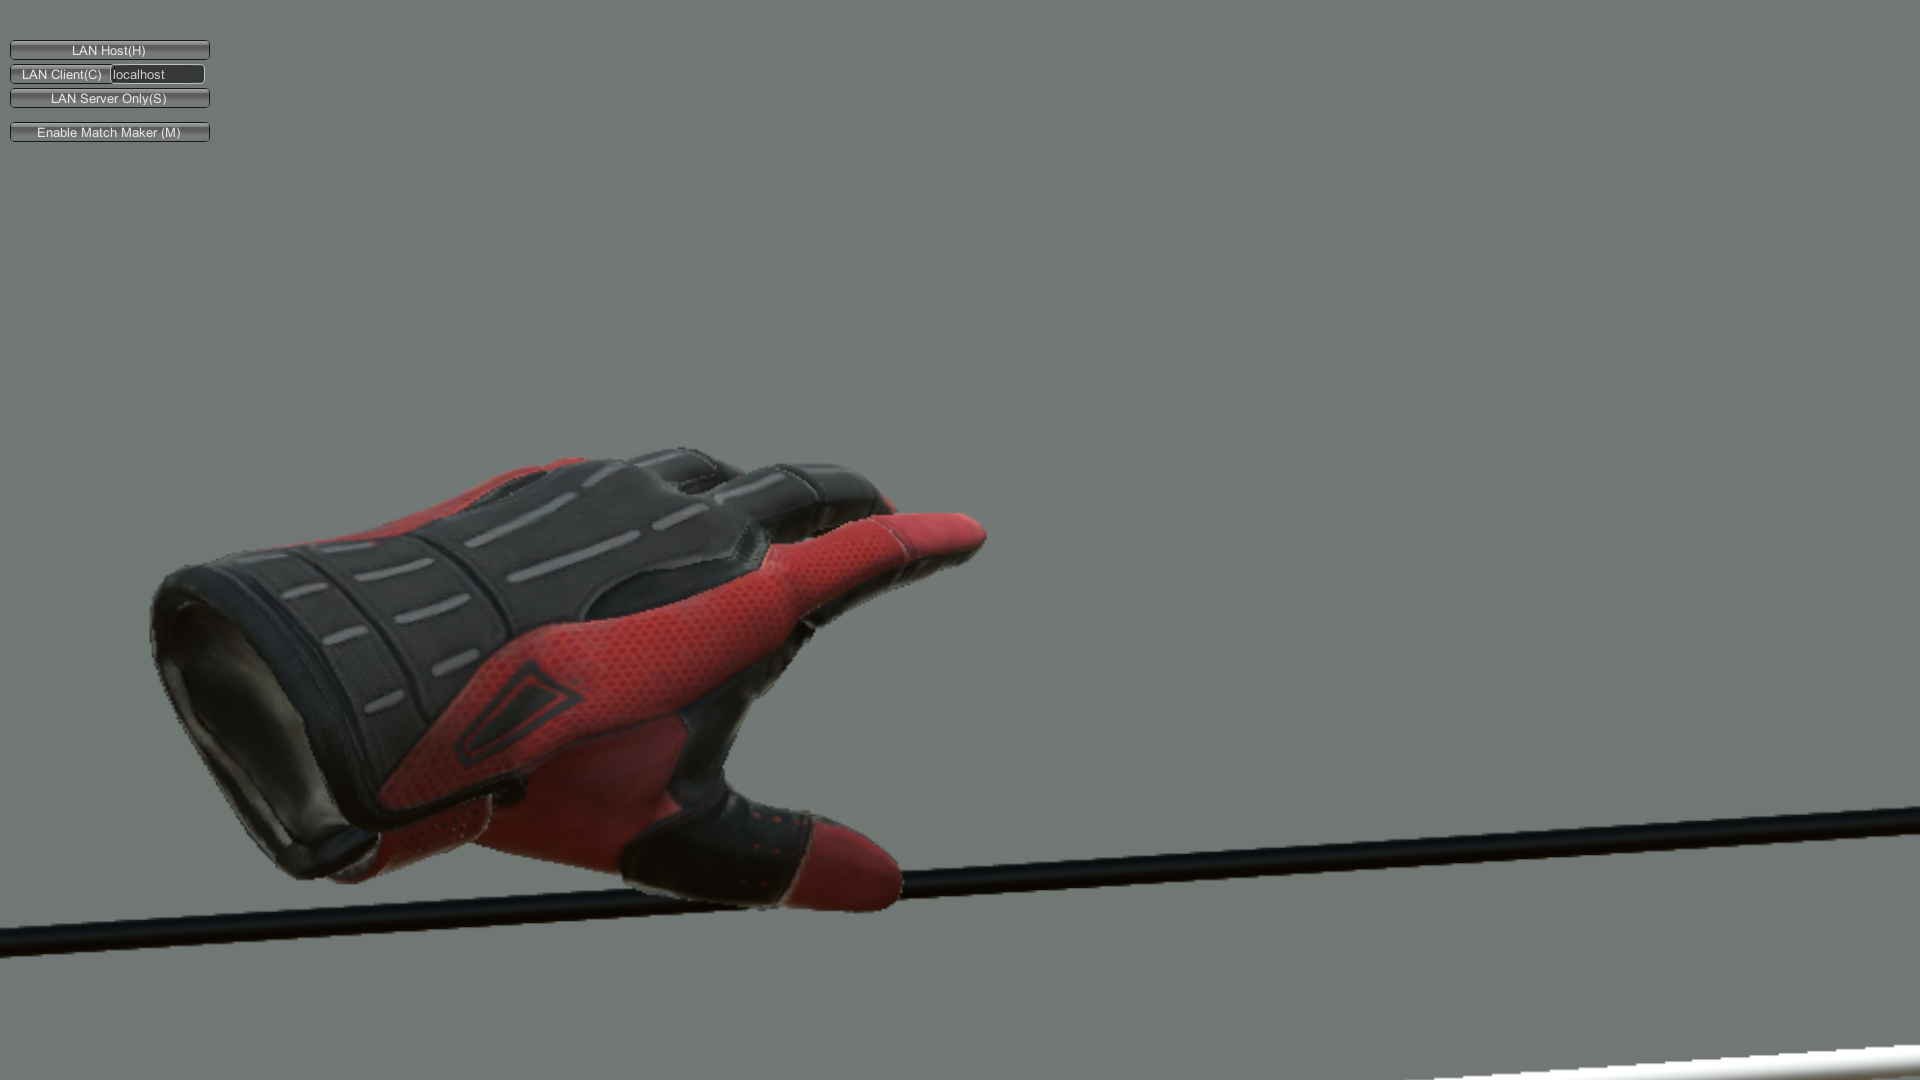 LAN Host(H)
LAN Client(C) localhost
LAN Server Only(S)
Enable Match Maker (M)